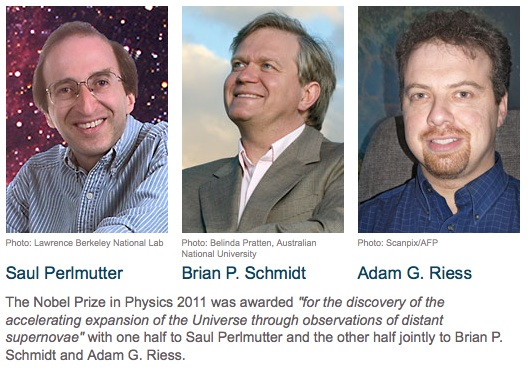 Photo: Lawrence Berkeley National Lab
Photo: Belinda Pratten, Australian
National University
Photo: Scanpix/AFP
Saul Perlmutter
Brian P. Schmidt
Adam G. Riess
The Nobel Prize in Physics 2011 was awarded "for the discovery of the
accelerating expansion of the Universe through observations of distant
supernovae" with one half to Saul Perlmutter and the other half jointly to Brian P.
Schmidt and Adam G. Riess.